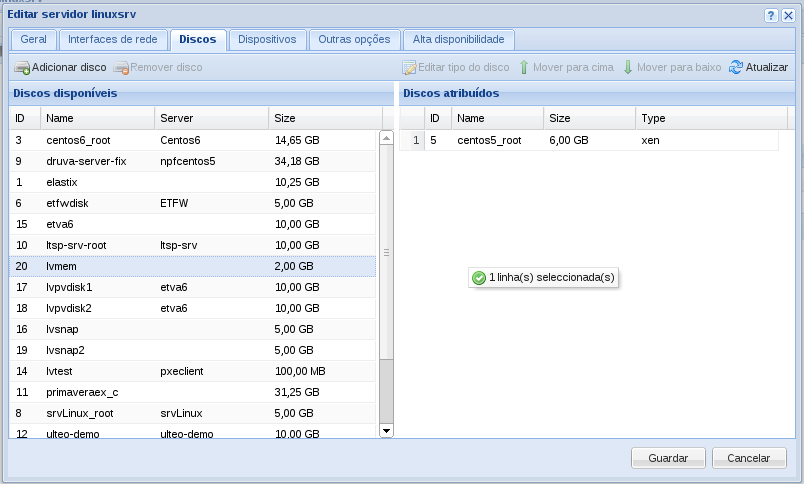 Editar servidor linuxsrv
Geral Interfaces de rede Discos Dispositivos Outras opções Alta disponibilidade
Adicionar disco Remover disco Editar tipo do disco Mover para cima Mover para baixo Atualizar
Discos disponíveis
ID Name Server Size
3 centos6_root Centos6 14,65 GB
9 druva-server-fix npfcentos5 34,18 GB
1 elastix 10,25 GB
6 etfwdisk ETFW 5,00 GB
15 etva6 10,00 GB
10 ltsp-srv-root ltsp-srv 10,00 GB
20 lvmem 2,00 GB
17 lvpvdisk1 etva6 10,00 GB
18 lvpvdisk2 etva6 10,00 GB
16 lvsnap 5,00 GB
19 lvsnap2 5,00 GB
14 lvtest pxeclient 100,00 MB
11 primaveraex_c 31,25 GB
8 srvLinux_root srvLinux 5,00 GB
12 ulteo-demo ulteo-demo 10,00 GB
Discos atribuídos
ID Name Size Type
1 5 centos5_root 6,00 GB xen
1 linha(s) seleccionada(s)
Guardar Cancelar